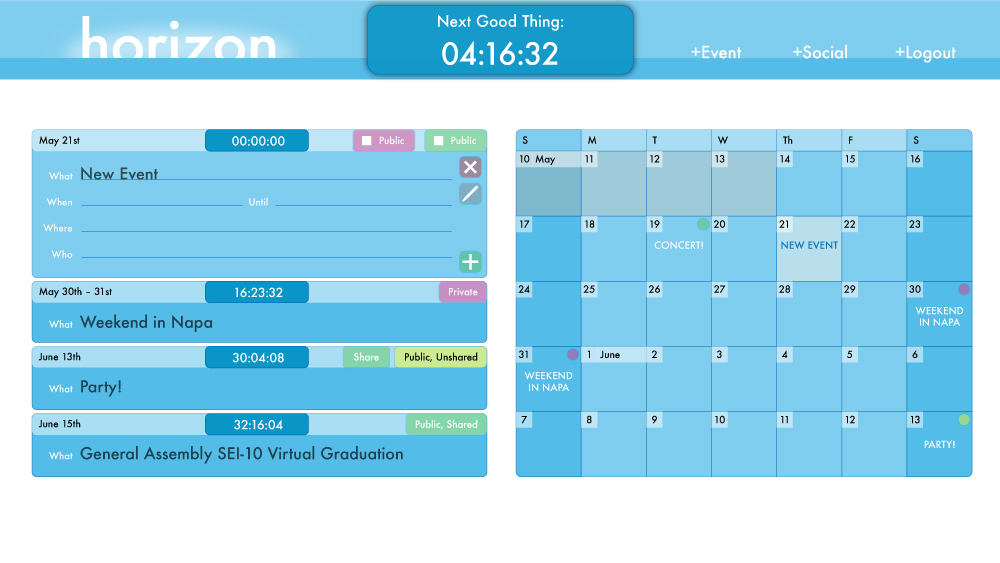 horizon
Next Good Thing:
04:16:32
+Event
+Social
+Logout
May 21st
00:00:00
Public
Public
What New Event
When
Until
Where
Who
May 30th – 31st
16:23:32
Private
What Weekend in Napa
June 13th
30:04:08
Share
Public, Unshared
What Party!
June 15th
32:16:04
Public, Shared
What General Assembly SEI-10 Virtual Graduation
S M T W Th F S
10 May 11 12 13 14 15 16
17 18 19 20 21 22 23
CONCERT! NEW EVENT
24 25 26 27 28 29 30
WEEKEND
IN NAPA
31 1 June 2 3 4 5 6
WEEKEND
IN NAPA
7 8 9 10 11 12 13
PARTY!